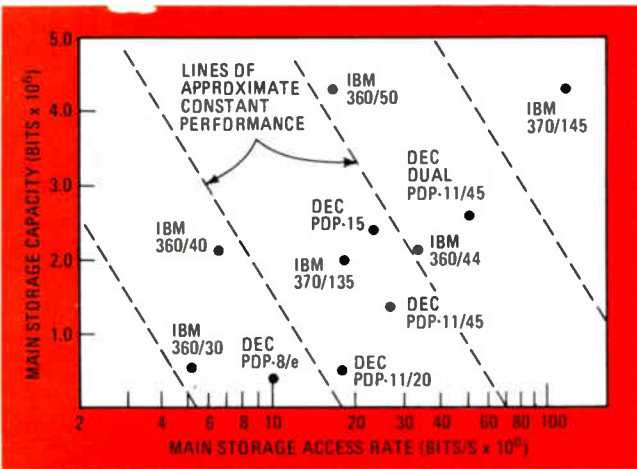 MAIN STORAGE CAPACITY (BITS x 10⁶)
5.0
4.0
3.0
2.0
1.0
LINES OF
APPROXIMATE
CONSTANT
PERFORMANCE
IBM
360/50
IBM
370/145
DEC
DUAL
PDP-11/45
DEC
PDP-15
IBM
360/40
IBM
370/135
IBM
360/44
DEC
PDP-11/45
IBM
360/30
DEC
PDP-8/e
DEC
PDP-11/20
2 4 6 8 10 20 30 40 60 80 100
MAIN STORAGE ACCESS RATE (BITS/S x 10⁶)